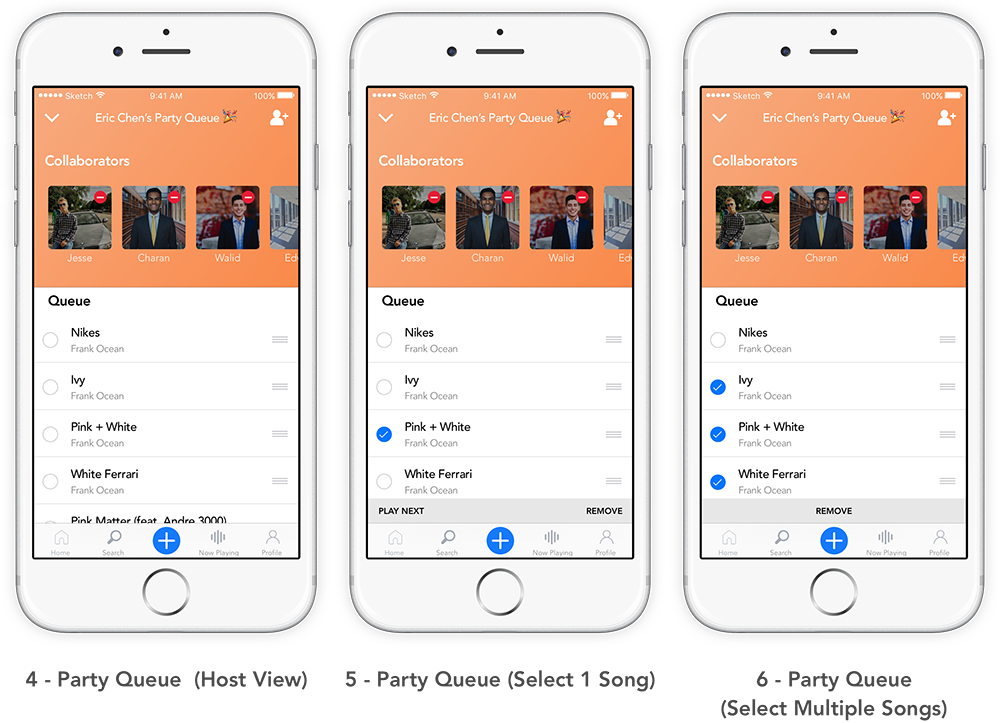 Sketch 9:41 AM 100%
Eric Chen's Party Queue 🎉
Collaborators
Jesse Charan Walid Ed
Queue
Nikes
Frank Ocean
Ivy
Frank Ocean
Pink + White
Frank Ocean
White Ferrari
Frank Ocean
Pink Matter (feat. Andre 3000)
Home Search Now Playing Profile
4 - Party Queue (Host View)
Sketch 9:41 AM 100%
Eric Chen's Party Queue 🎉
Collaborators
Jesse Charan Walid Ed
Queue
Nikes
Frank Ocean
Ivy
Frank Ocean
Pink + White
Frank Ocean
White Ferrari
Frank Ocean
PLAY NEXT REMOVE
Home Search Now Playing Profile
5 - Party Queue (Select 1 Song)
Sketch 9:41 AM 100%
Eric Chen's Party Queue 🎉
Collaborators
Jesse Charan Walid Ed
Queue
Nikes
Frank Ocean
Ivy
Frank Ocean
Pink + White
Frank Ocean
White Ferrari
Frank Ocean
REMOVE
Home Search Now Playing Profile
6 - Party Queue
(Select Multiple Songs)